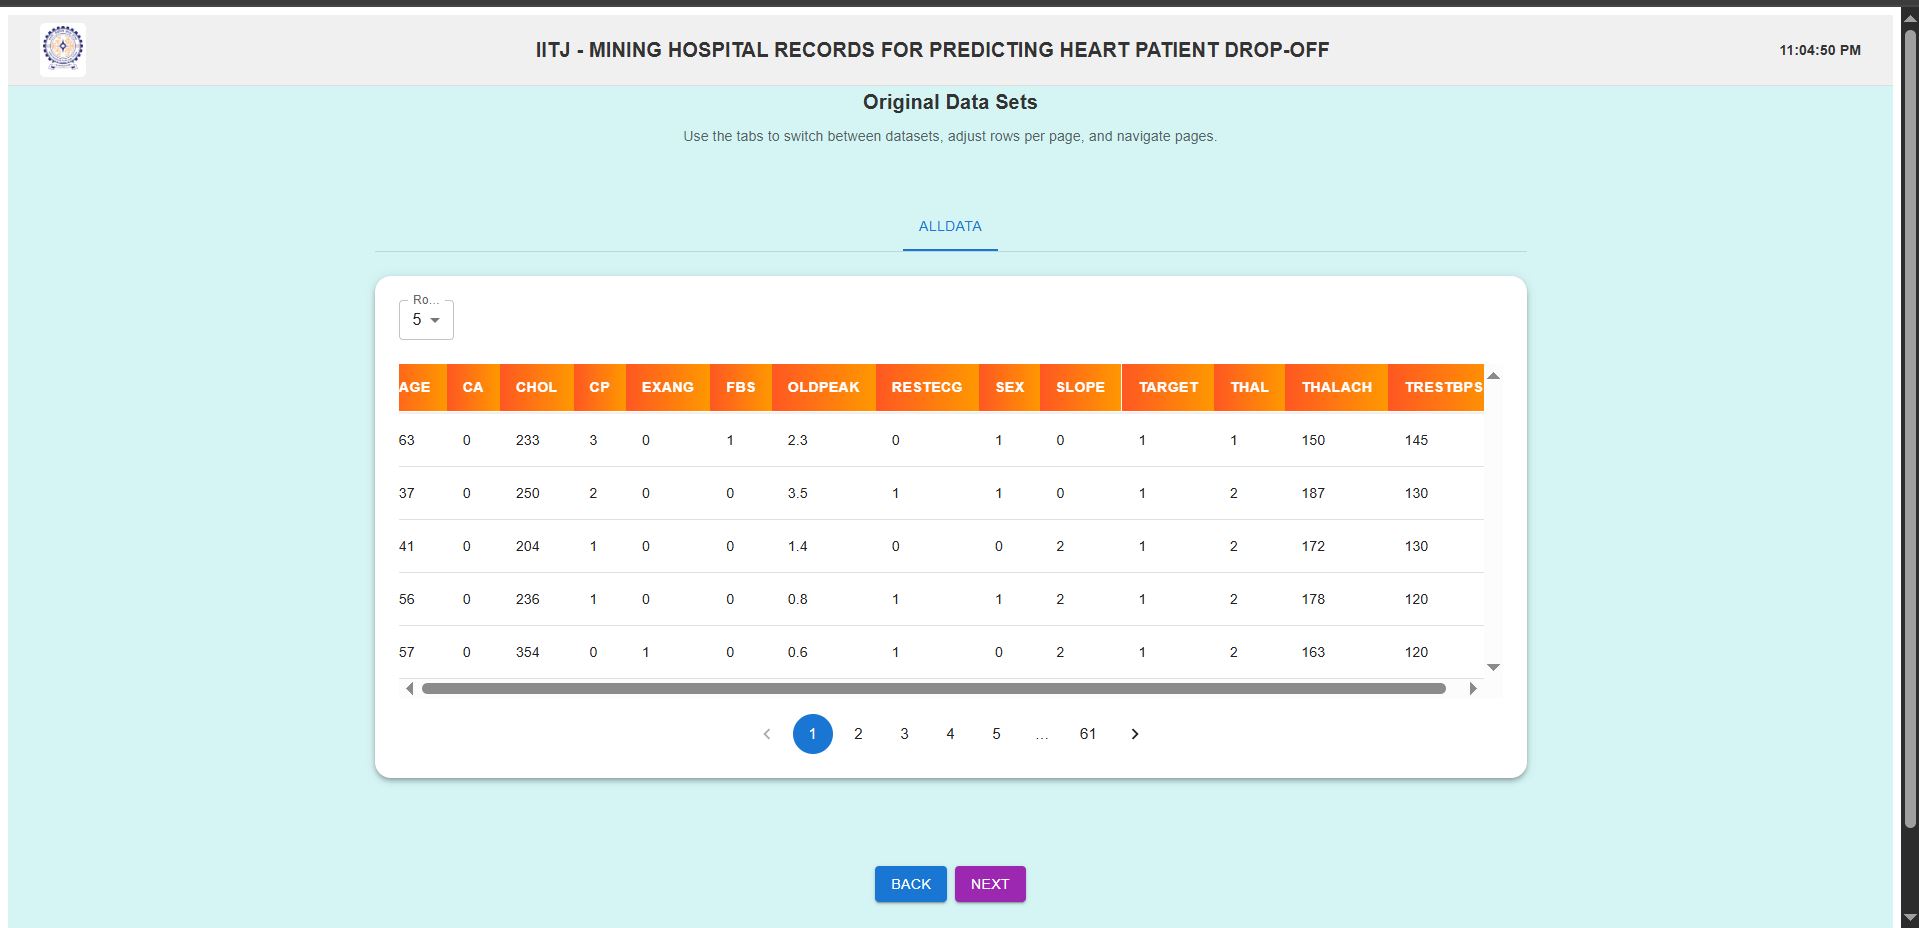 IITJ - MINING HOSPITAL RECORDS FOR PREDICTING HEART PATIENT DROP-OFF 11:04:50 PM
Original Data Sets
Use the tabs to switch between datasets, adjust rows per page, and navigate pages.
ALLDATA
Ro...
5
AGE CA CHOL CP EXANG FBS OLDPEAK RESTECG SEX SLOPE TARGET THAL THALACH TRESTBPS
63 0 233 3 0 1 2.3 0 1 0 1 1 150 145
37 0 250 2 0 0 3.5 1 1 0 1 2 187 130
41 0 204 1 0 0 1.4 0 0 2 1 2 172 130
56 0 236 1 0 0 0.8 1 1 2 1 2 178 120
57 0 354 0 1 0 0.6 1 0 2 1 2 163 120
1 2 3 4 5 ... 61
BACK NEXT